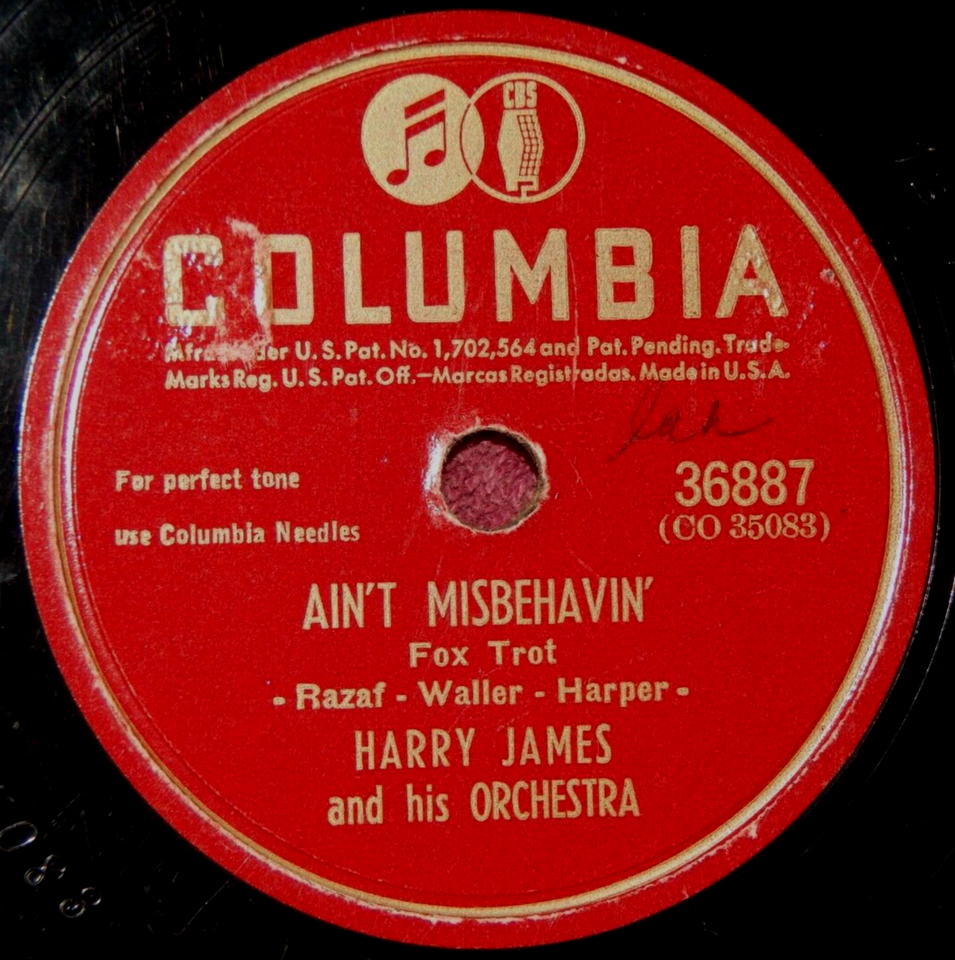 CBS
COLUMBIA
U.S. Pat. No. 1,702,564 and Pat. Pending. Trade-
Marks Reg. U.S. Pat. Off.—Marcas Registradas. Made in U.S.A.
For perfect tone
use Columbia Needles
36887
(CO 35083)
AIN'T MISBEHAVIN'
Fox Trot
- Razaf - Waller - Harper -
HARRY JAMES
and his ORCHESTRA